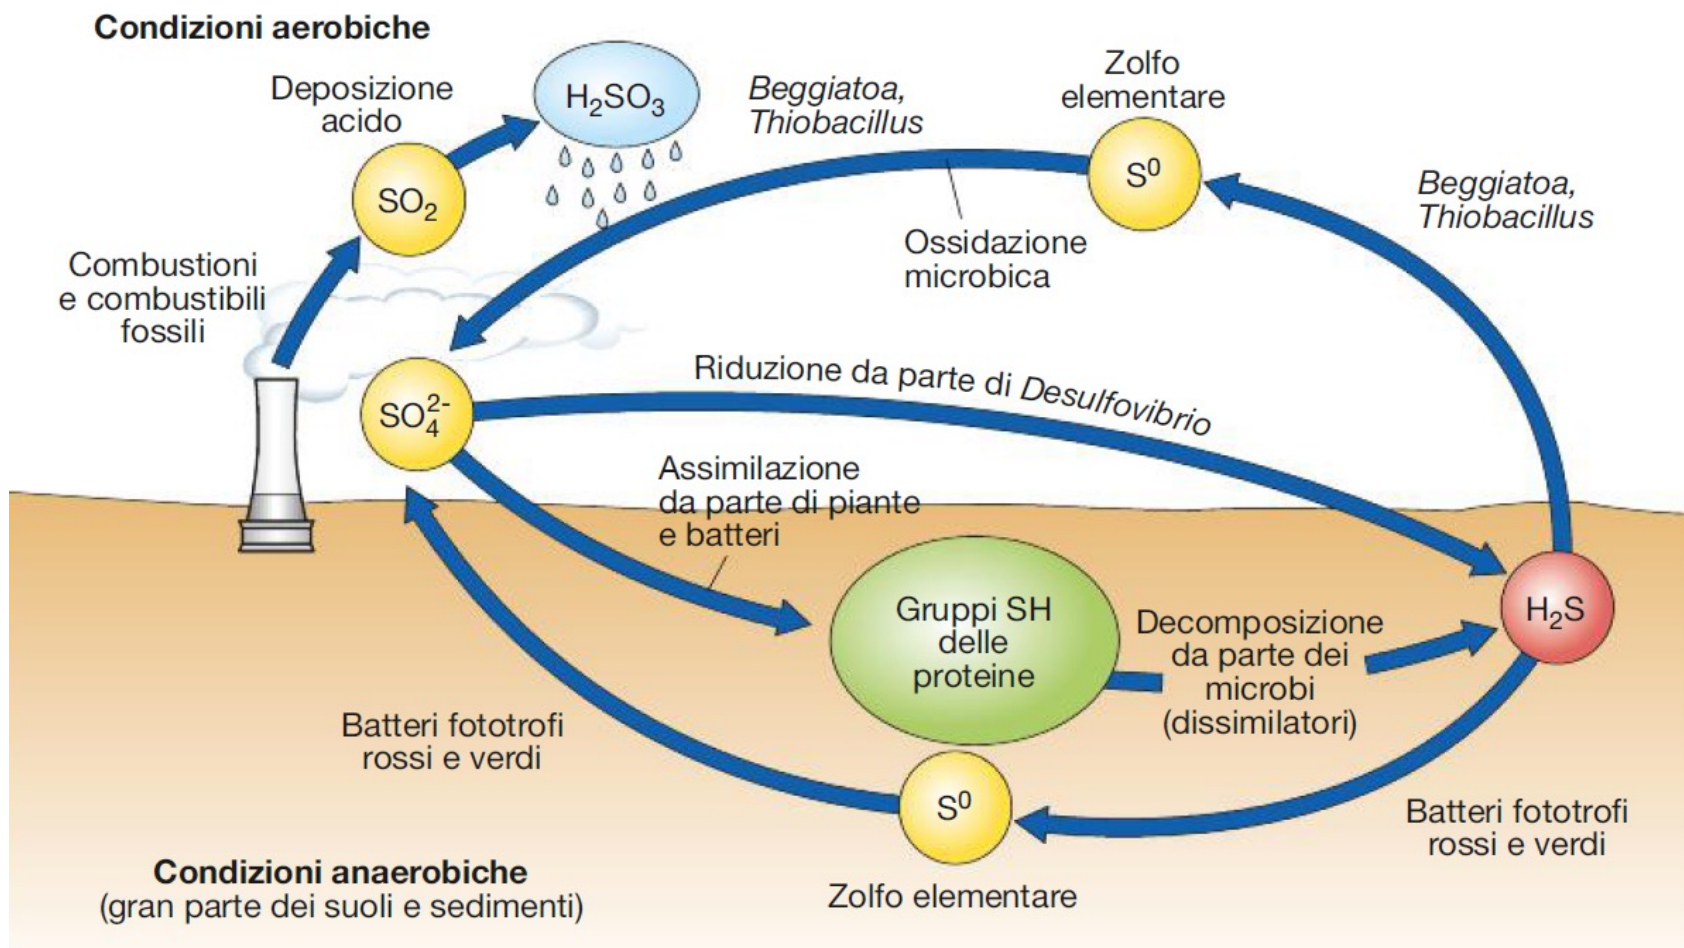 Condizioni aerobiche
Deposizione
acido
H₂SO₃
SO₂
Combustioni
e combustibili
fossili
Beggiatoa,
Thiobacillus
Zolfo
elementare
S⁰
Ossidazione
microbica
Beggiatoa,
Thiobacillus
SO₄²⁻
Riduzione da parte di Desulfovibrio
Assimilazione
da parte di piante
e batteri
Gruppi SH
delle
proteine
Decomposizione
da parte dei
microbi
(dissimilatori)
H₂S
Batteri fototrofi
rossi e verdi
S⁰
Zolfo elementare
Batteri fototrofi
rossi e verdi
Condizioni anaerobiche
(gran parte dei suoli e sedimenti)